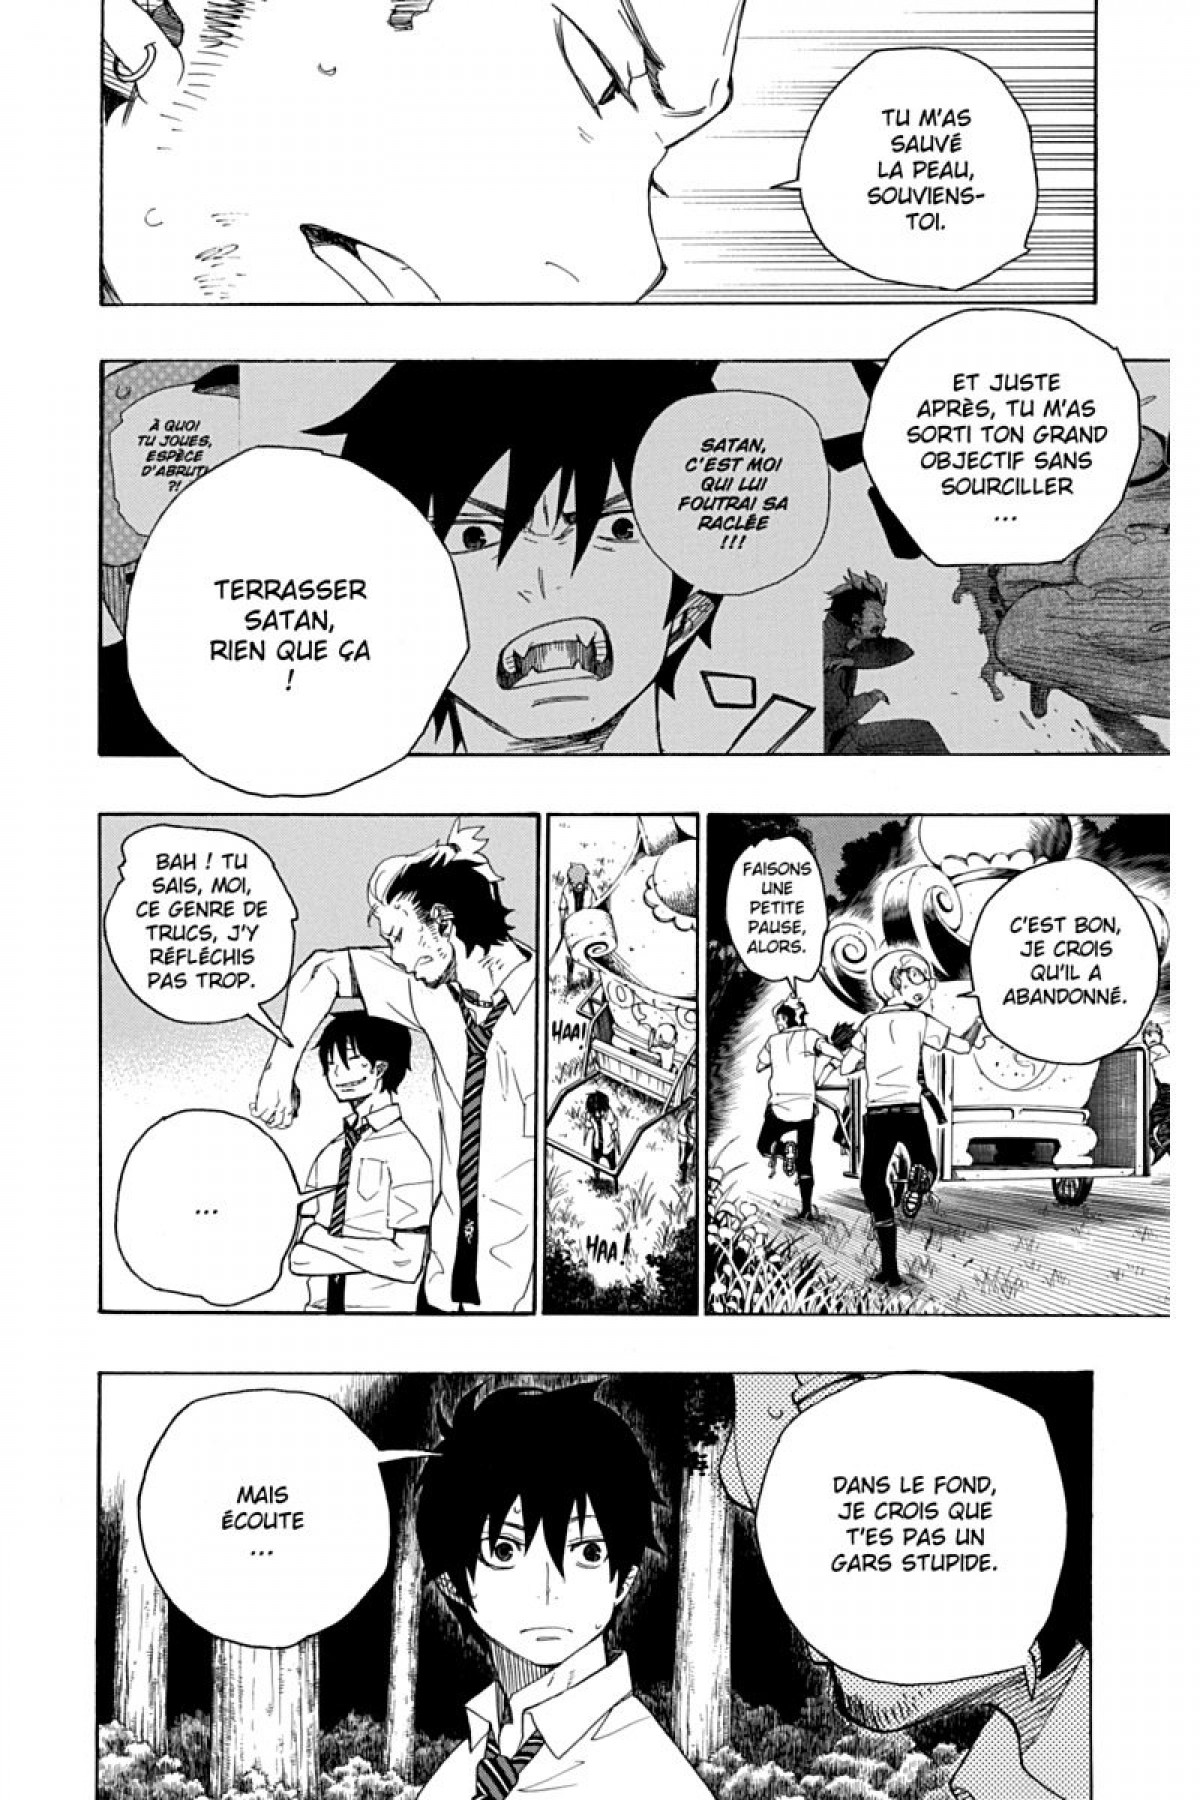 TU M'AS
SAUVÉ
LA PEAU,
SOUVIENS-
TOI.
ET JUSTE
APRÈS, TU M'AS
SORTI TON GRAND
OBJECTIF SANS
SOURCILLER
...
SATAN,
C'EST MOI
QUI LUI
FOUTRAI SA
RACLÉE
!!!
À QUOI
TU JOUES,
ESPÈCE
D'ABRUTI
?!
TERRASSER
SATAN,
RIEN QUE ÇA
!
C'EST BON,
JE CROIS
QU'IL A
ABANDONNÉ.
FAISONS
UNE
PETITE
PAUSE,
ALORS.
HAA!
HAA!
BAH ! TU
SAIS, MOI,
CE GENRE DE
TRUCS, J'Y
RÉFLÉCHIS
PAS TROP.
...
DANS LE FOND,
JE CROIS QUE
T'ES PAS UN
GARS STUPIDE.
MAIS
ÉCOUTE
...